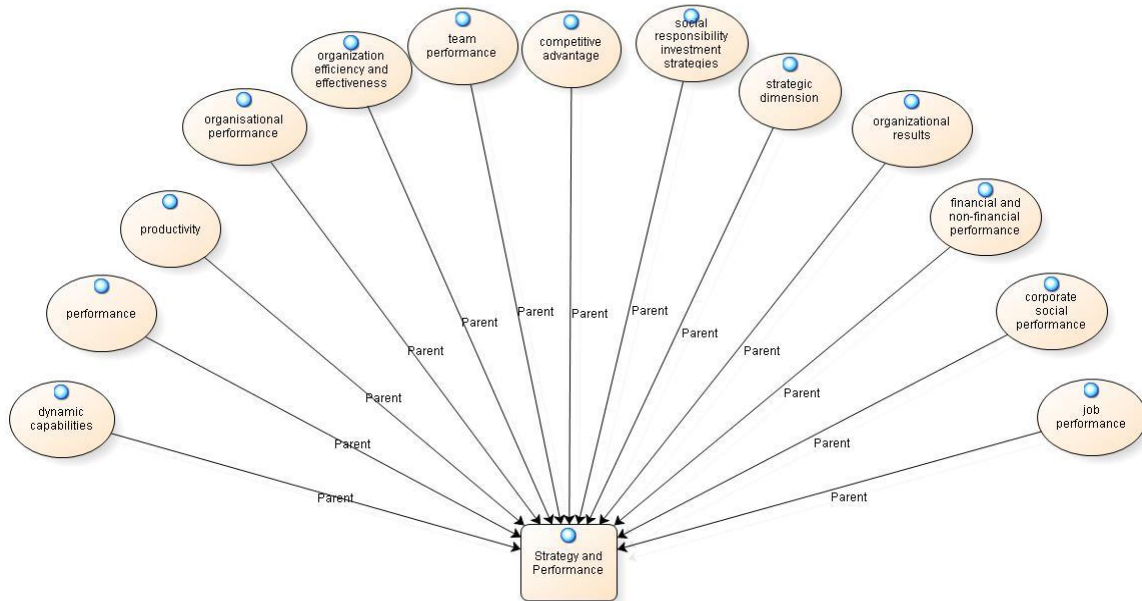 social
responsibility
investment
strategies
team
performance
competitive
advantage
organization
efficiency and
effectiveness
strategic
dimension
organisational
performance
organizational
results
productivity
financial and
non-financial
performance
performance
corporate
social
performance
dynamic
capabilities
job
performance
Parent
Parent
Parent
Parent
Parent
Parent
Parent
Parent
Parent
Parent
Parent
Parent
Parent
Strategy and
Performance